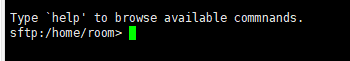 Type `help' to browse available commnands.
sftp:/home/room>